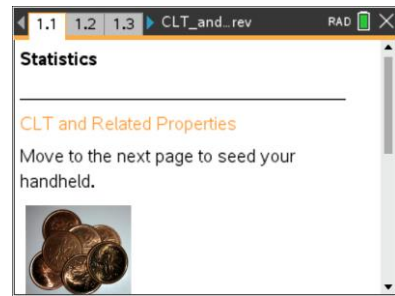 1.1 1.2 1.3 CLT_and…rev RAD
Statistics
CLT and Related Properties
Move to the next page to seed your
handheld.